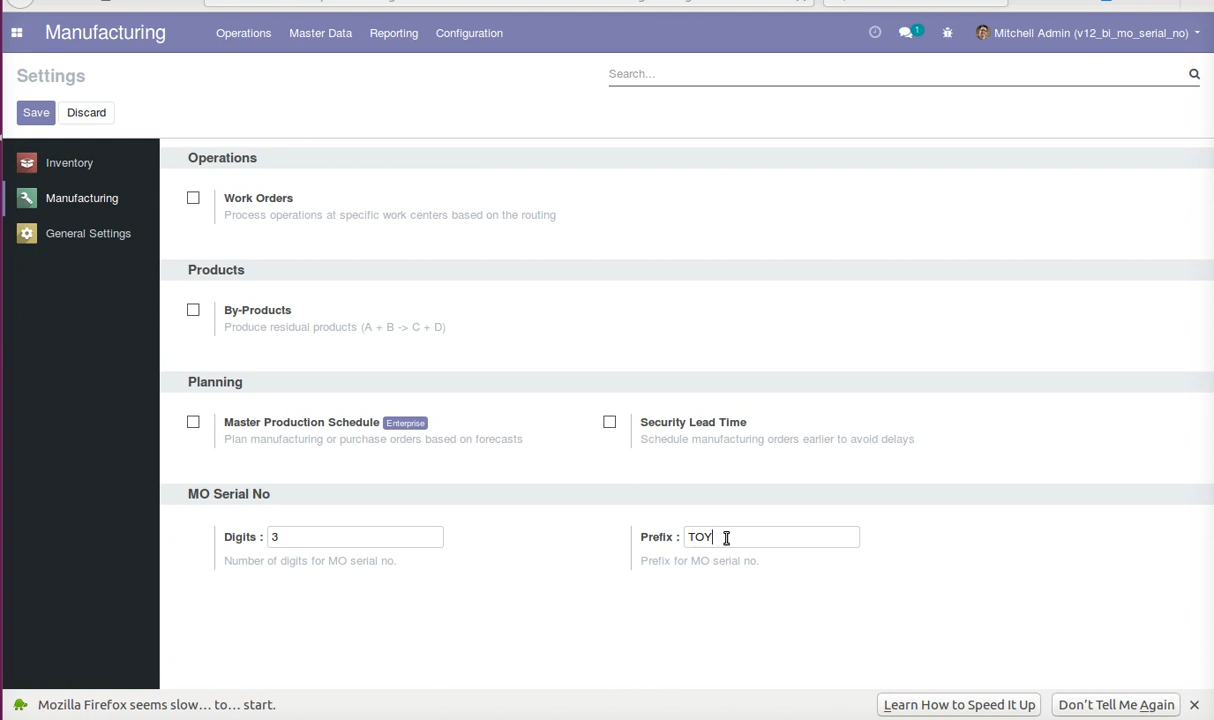 Manufacturing
Operations Master Data Reporting Configuration
1
Mitchell Admin (v12_bi_mo_serial_no)
Settings
Search...
Save Discard
Inventory
Manufacturing
General Settings
Operations
Work Orders
Process operations at specific work centers based on the routing
Products
By-Products
Produce residual products (A + B -> C + D)
Planning
Master Production Schedule Enterprise
Plan manufacturing or purchase orders based on forecasts
Security Lead Time
Schedule manufacturing orders earlier to avoid delays
MO Serial No
Digits : 3
Number of digits for MO serial no.
Prefix : TOY
Prefix for MO serial no.
Mozilla Firefox seems slow... to... start.
Learn How to Speed It Up
Don't Tell Me Again